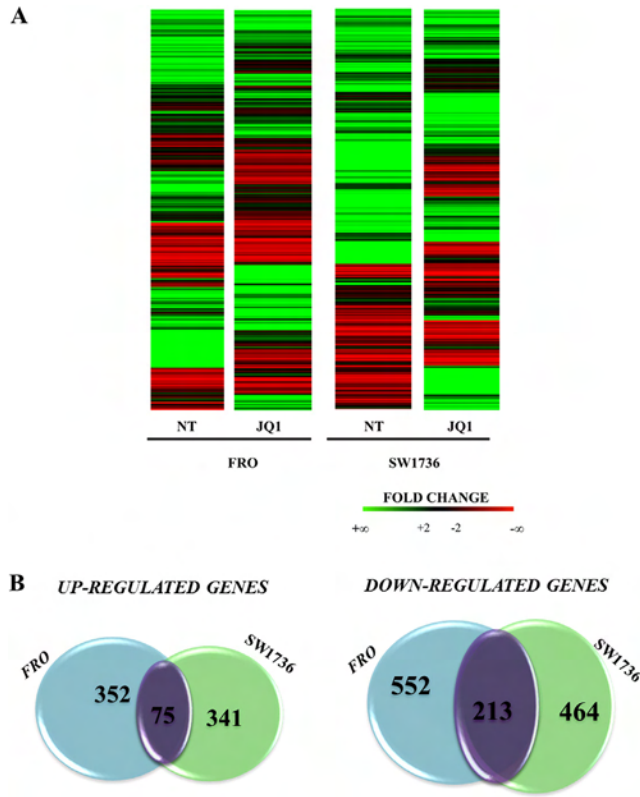 A
NT
JQ1
NT
JQ1
FRO
SW1736
FOLD CHANGE
+∞ +2 -2 -∞
B
UP-REGULATED GENES
DOWN-REGULATED GENES
FRO
SW1736
352
75
341
FRO
SW1736
552
213
464